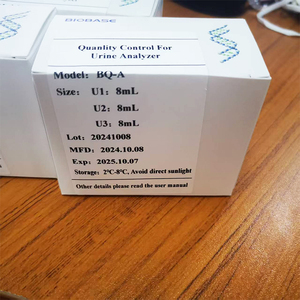 BIOBASE
Quanlity Control For
Urine Analyzer
Model: BQ-A
Size: U1: 8mL
U2: 8mL
U3: 8mL
Lot: 20241008
MFD: 2024.10.08
Exp: 2025.10.07
Storage: 2℃-8℃, Avoid direct sunlight
Other details please read the user manual